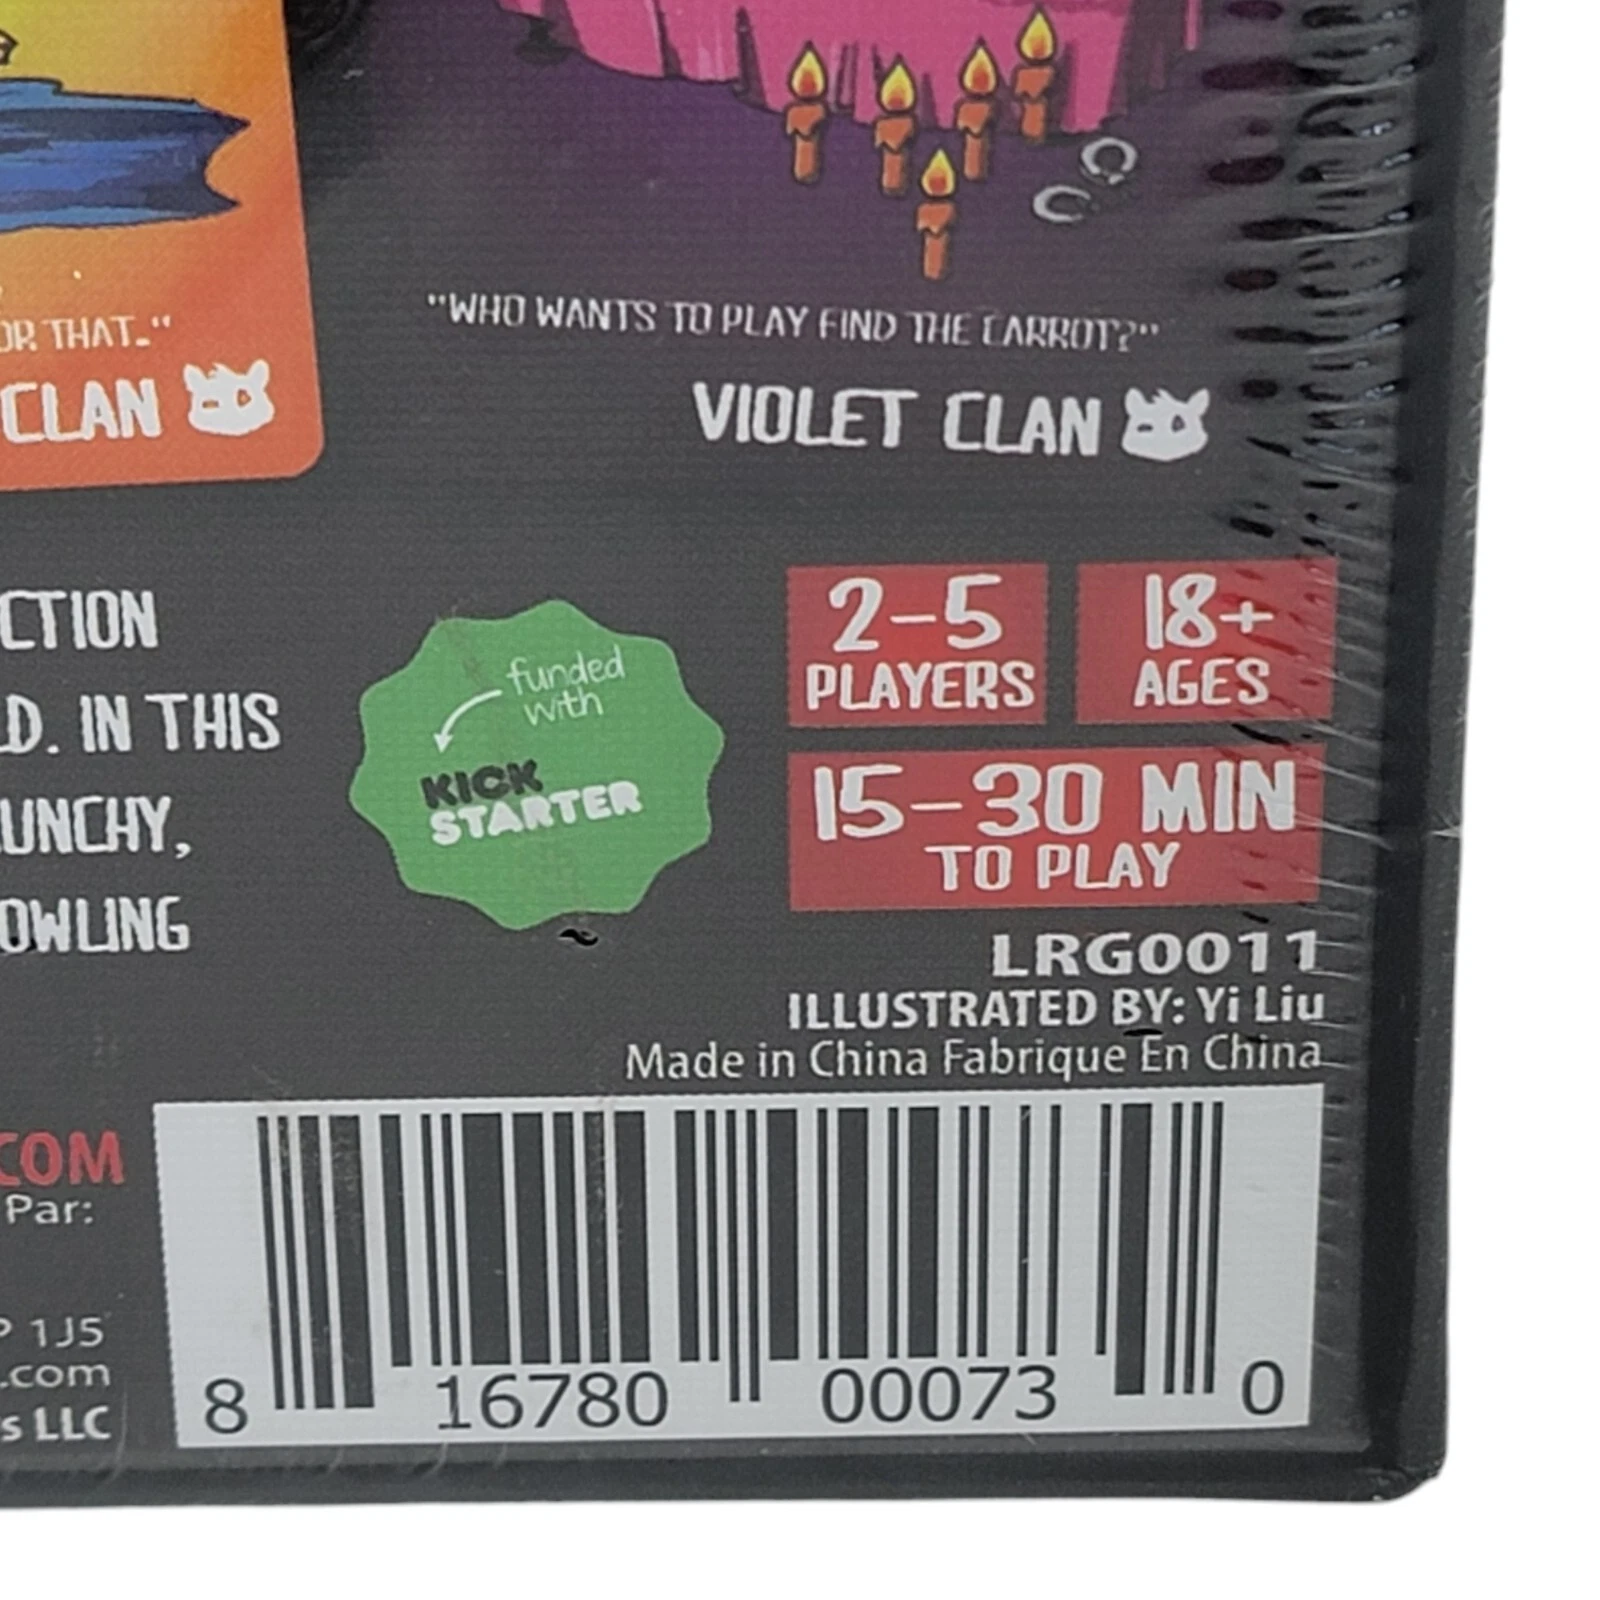 OR THAT."
CLAN
"WHO WANTS TO PLAY FIND THE CARROT?"
VIOLET CLAN
CTION
D. IN THIS
UNCHY,
OWLING
funded
with
KICK
STARTER
2-5
PLAYERS
18+
AGES
15-30 MIN
TO PLAY
LRG0011
ILLUSTRATED BY: Yi Liu
Made in China Fabrique En China
COM
Par:
P 1J5
.com
s LLC
8 16780 00073 0